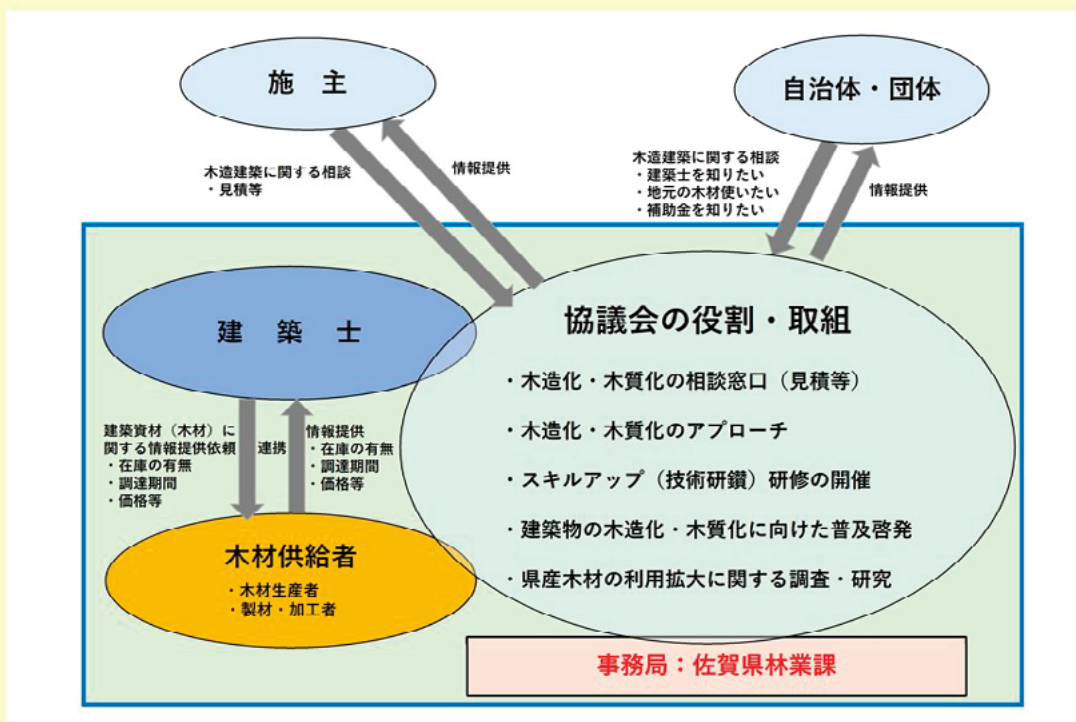 施　主
自治体・団体
木造建築に関する相談
・見積等
情報提供
木造建築に関する相談
・建築士を知りたい
・地元の木材使いたい
・補助金を知りたい
情報提供
建　築　士
建築資材（木材）に
関する情報提供依頼
・在庫の有無
・調達期間
・価格等
連携
情報提供
・在庫の有無
・調達期間
・価格等
木材供給者
・木材生産者
・製材・加工者
協議会の役割・取組
・木造化・木質化の相談窓口（見積等）
・木造化・木質化のアプローチ
・スキルアップ（技術研鑽）研修の開催
・建築物の木造化・木質化に向けた普及啓発
・県産木材の利用拡大に関する調査・研究
事務局：佐賀県林業課